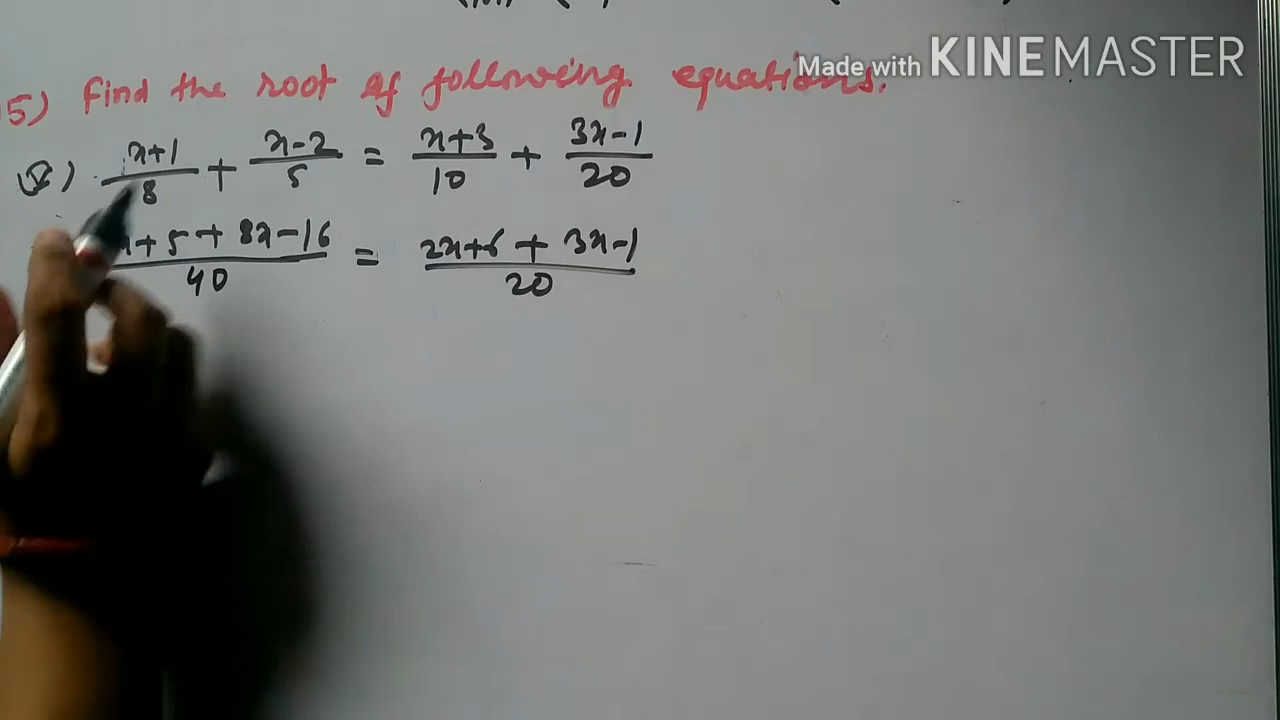 Made with KINEMASTER
5) Find the root of following equations.
x+1/8 + x-2/5 = x+3/10 + 3x-1/20
+5 + 8x-16/40 = 2x+6 + 3x-1/20